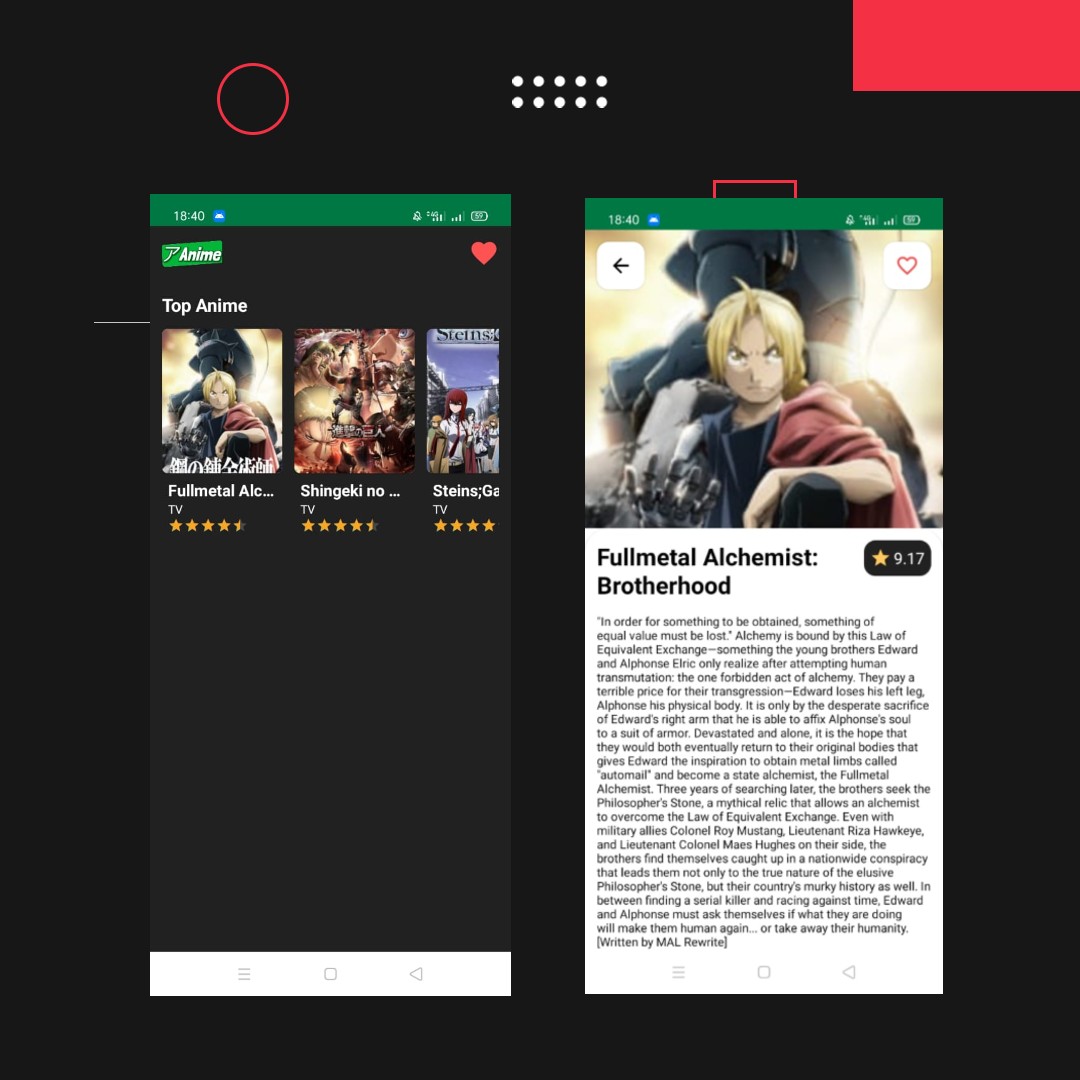 18:40
59
アAnime
Top Anime
Steins;G
進撃の巨人
鋼の錬金術師
Fullmetal Alc...
Shingeki no ...
Steins;Ga
TV
TV
TV
18:40
59
Fullmetal Alchemist:
Brotherhood
9.17
"In order for something to be obtained, something of
equal value must be lost." Alchemy is bound by this Law of
Equivalent Exchange—something the young brothers Edward
and Alphonse Elric only realize after attempting human
transmutation: the one forbidden act of alchemy. They pay a
terrible price for their transgression—Edward loses his left leg,
Alphonse his physical body. It is only by the desperate sacrifice
of Edward's right arm that he is able to affix Alphonse's soul
to a suit of armor. Devastated and alone, it is the hope that
they would both eventually return to their original bodies that
gives Edward the inspiration to obtain metal limbs called
"automail" and become a state alchemist, the Fullmetal
Alchemist. Three years of searching later, the brothers seek the
Philosopher's Stone, a mythical relic that allows an alchemist
to overcome the Law of Equivalent Exchange. Even with
military allies Colonel Roy Mustang, Lieutenant Riza Hawkeye,
and Lieutenant Colonel Maes Hughes on their side, the
brothers find themselves caught up in a nationwide conspiracy
that leads them not only to the true nature of the elusive
Philosopher's Stone, but their country's murky history as well. In
between finding a serial killer and racing against time, Edward
and Alphonse must ask themselves if what they are doing
will make them human again... or take away their humanity.
[Written by MAL Rewrite]